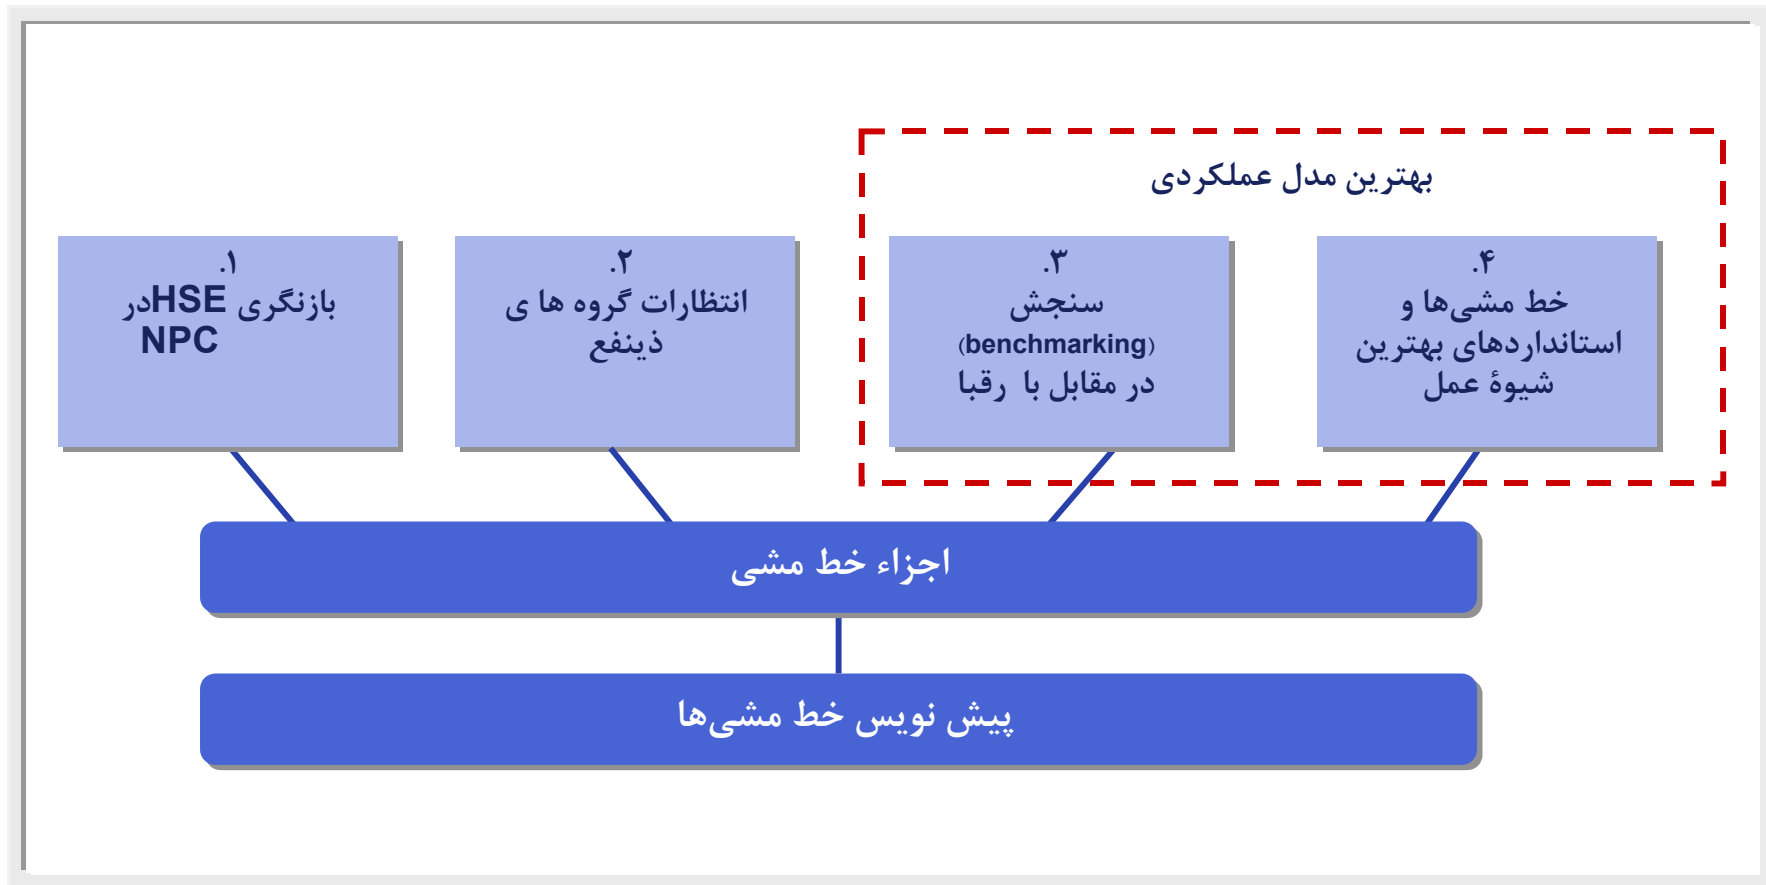 بهترین مدل عملکردی
۱.
بازنگری HSEدر
NPC
۲.
انتظارات گروه ها ی
ذینفع
۳.
سنجش
(benchmarking)
در مقابل با رقبا
۴.
خط مشی‌ها و
استانداردهای بهترین
شیوۀ عمل
اجزاء خط مشی
پیش نویس خط مشی‌ها